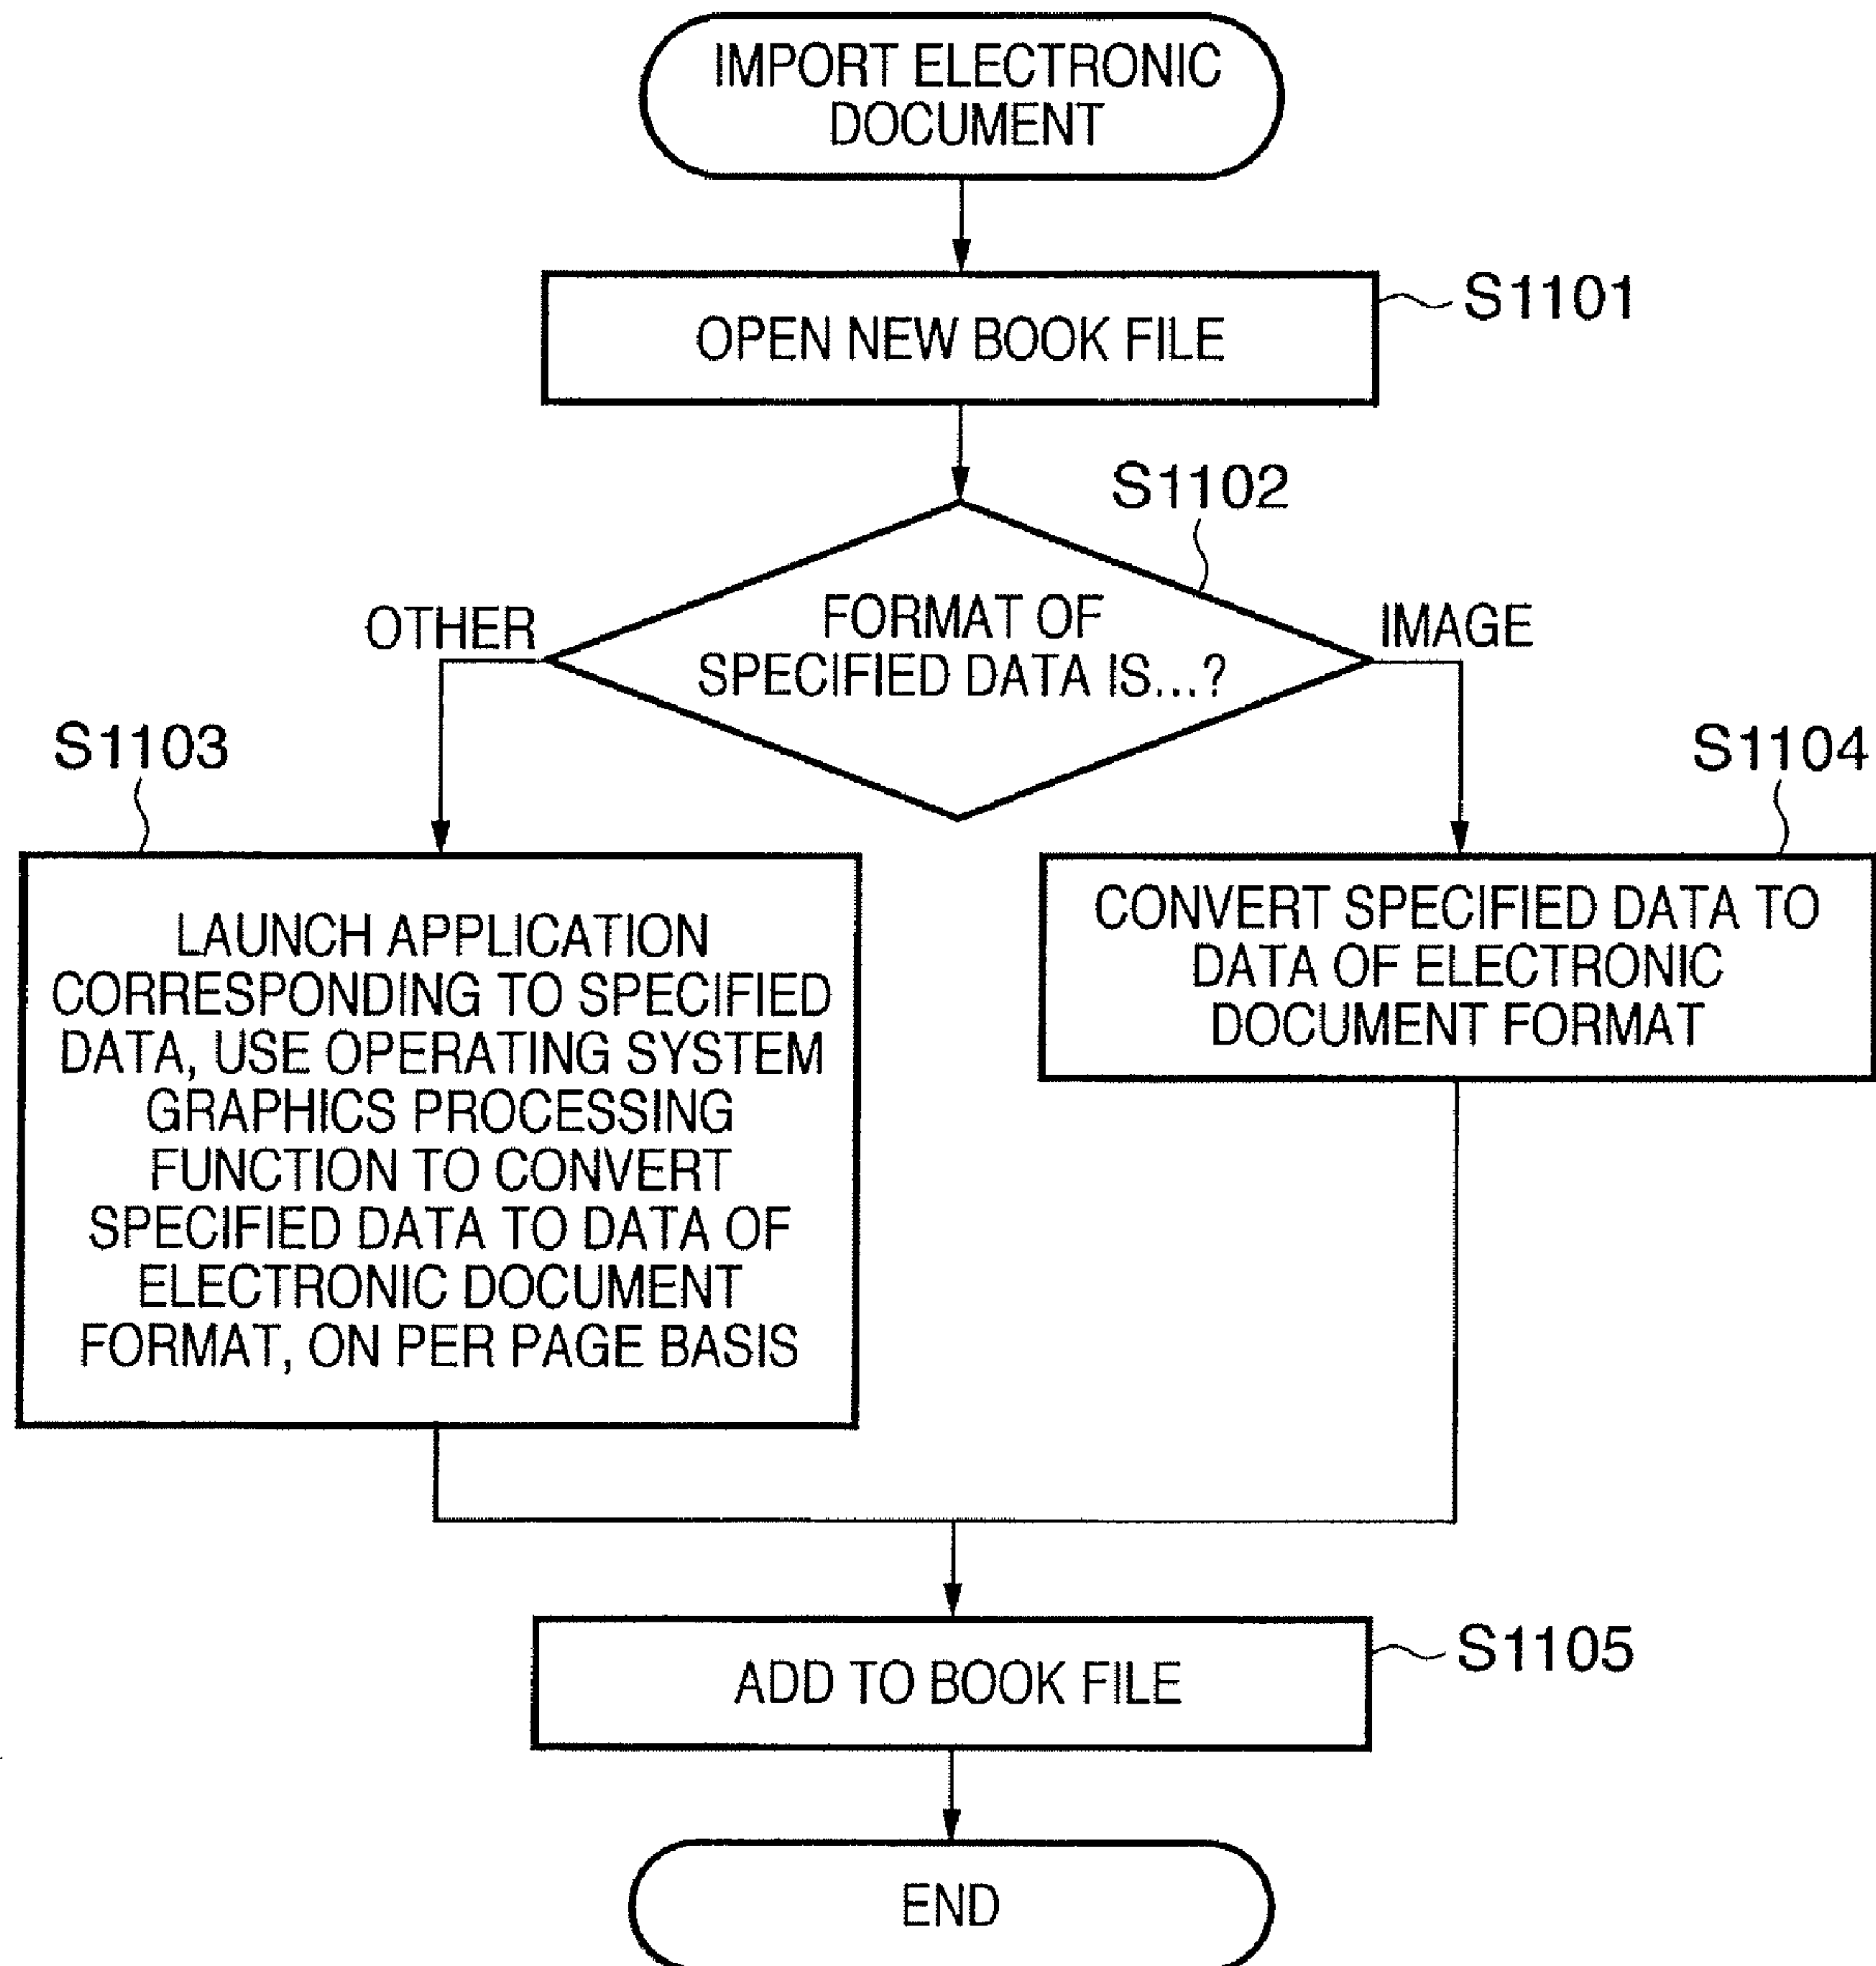 IMPORT ELECTRONIC
DOCUMENT
S1101
OPEN NEW BOOK FILE
S1102
FORMAT OF
SPECIFIED DATA IS...?
OTHER
IMAGE
S1103
LAUNCH APPLICATION
CORRESPONDING TO SPECIFIED
DATA, USE OPERATING SYSTEM
GRAPHICS PROCESSING
FUNCTION TO CONVERT
SPECIFIED DATA TO DATA OF
ELECTRONIC DOCUMENT
FORMAT, ON PER PAGE BASIS
S1104
CONVERT SPECIFIED DATA TO
DATA OF ELECTRONIC
DOCUMENT FORMAT
S1105
ADD TO BOOK FILE
END